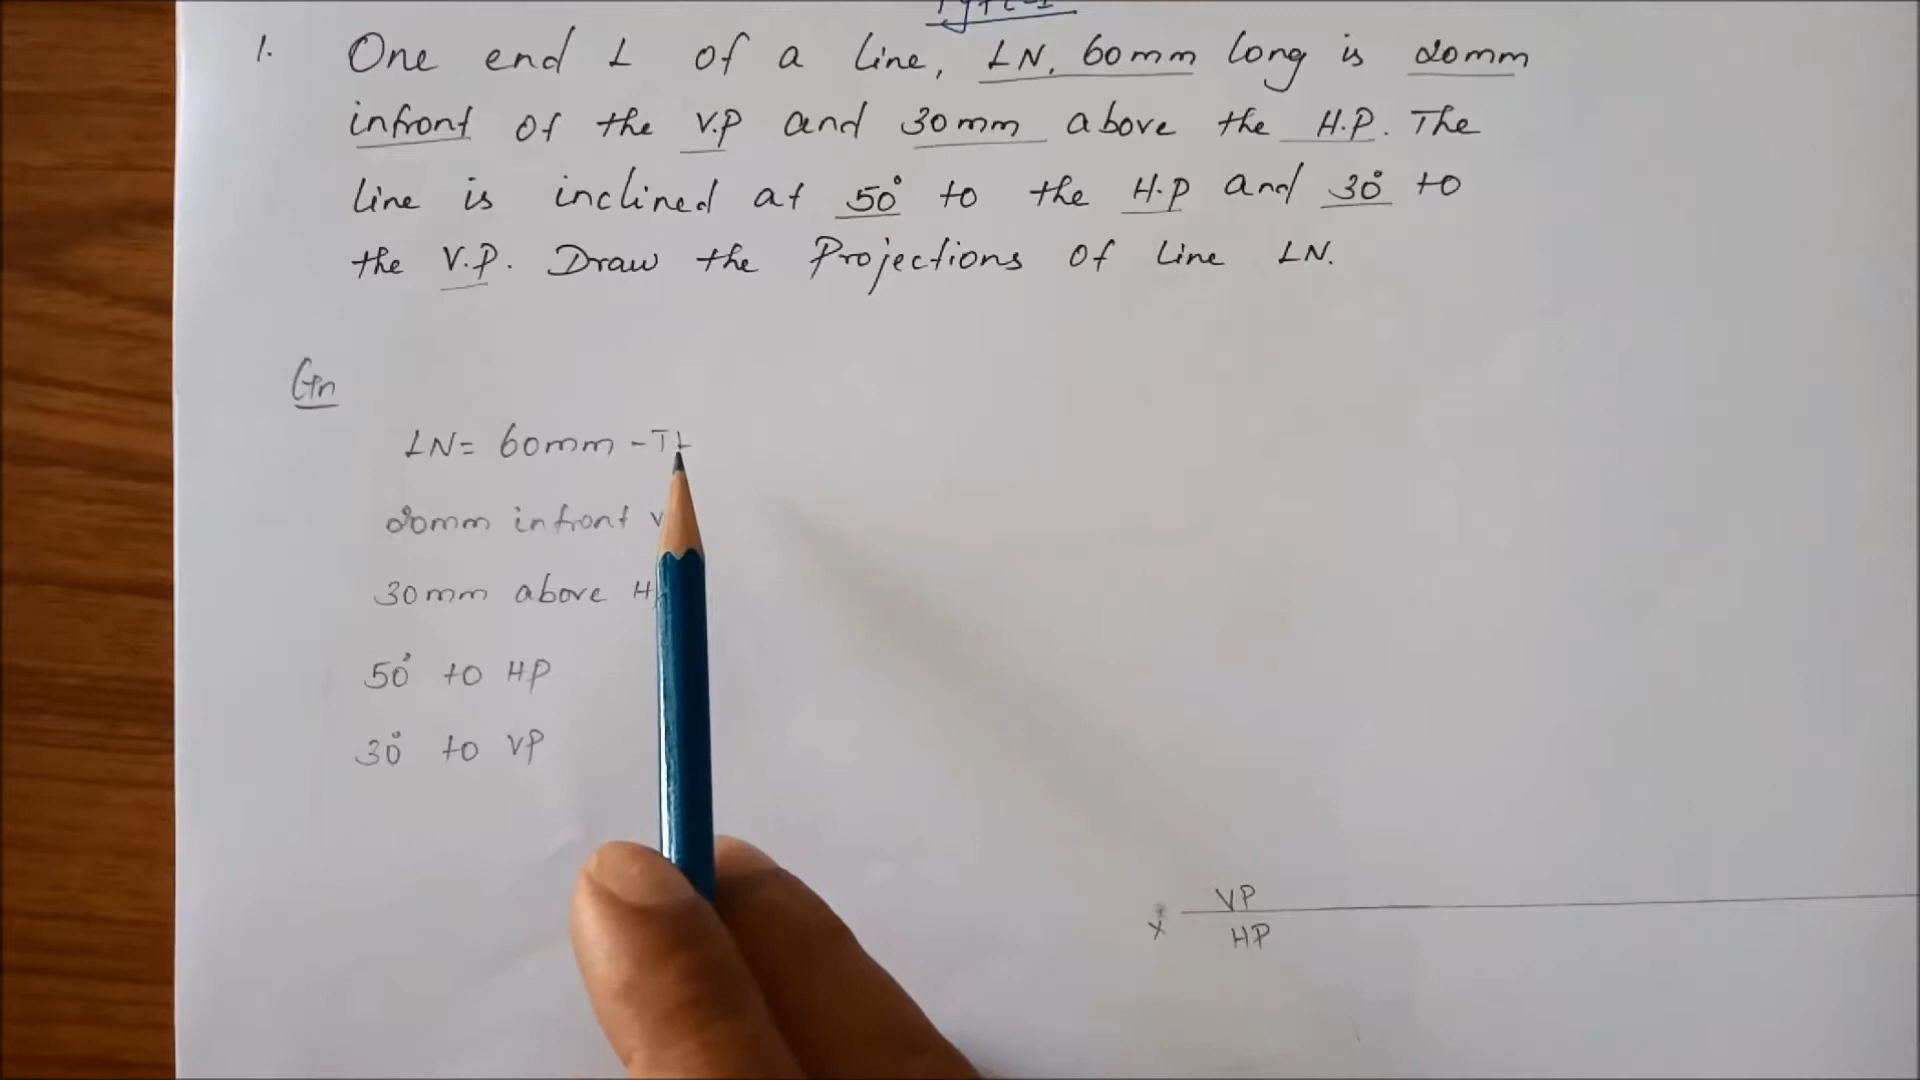 1. One end L of a line, LN, 60mm long is 20mm
infront of the V.P and 30mm above the H.P. The
line is inclined at 50° to the H.P and 30° to
the V.P. Draw the Projections of line LN.
Gn
LN= 60mm - TL
20mm infront
30mm above
50° to HP
30° to VP
VP
X
HP